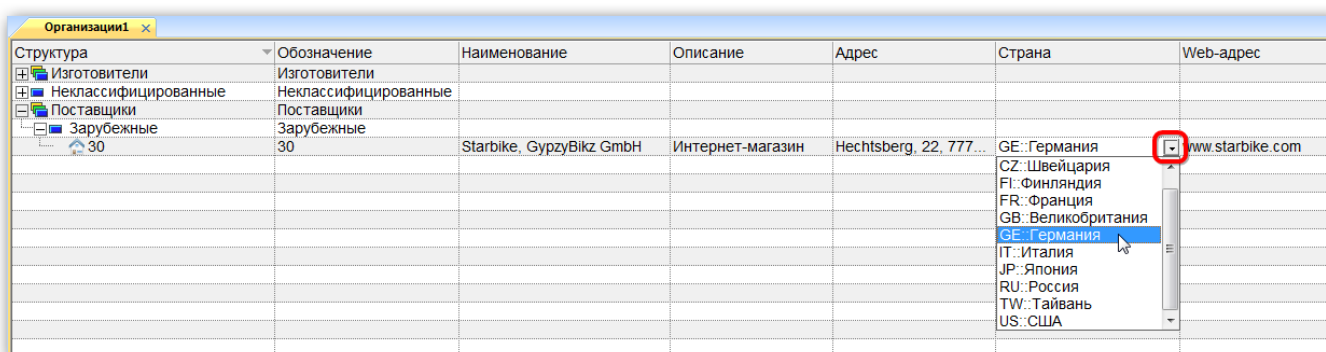 Организации1
Структура Обозначение Наименование Описание Адрес Страна Web-адрес
Изготовители Изготовители
Неклассифицированные Неклассифицированные
Поставщики Поставщики
Зарубежные Зарубежные
30 30 Starbike, GypzyBikz GmbH Интернет-магазин Hechtsberg, 22, 777... GE::Германия www.starbike.com
CZ::Швейцария
FI::Финляндия
FR::Франция
GB::Великобритания
GE::Германия
IT::Италия
JP::Япония
RU::Россия
TW::Тайвань
US::США